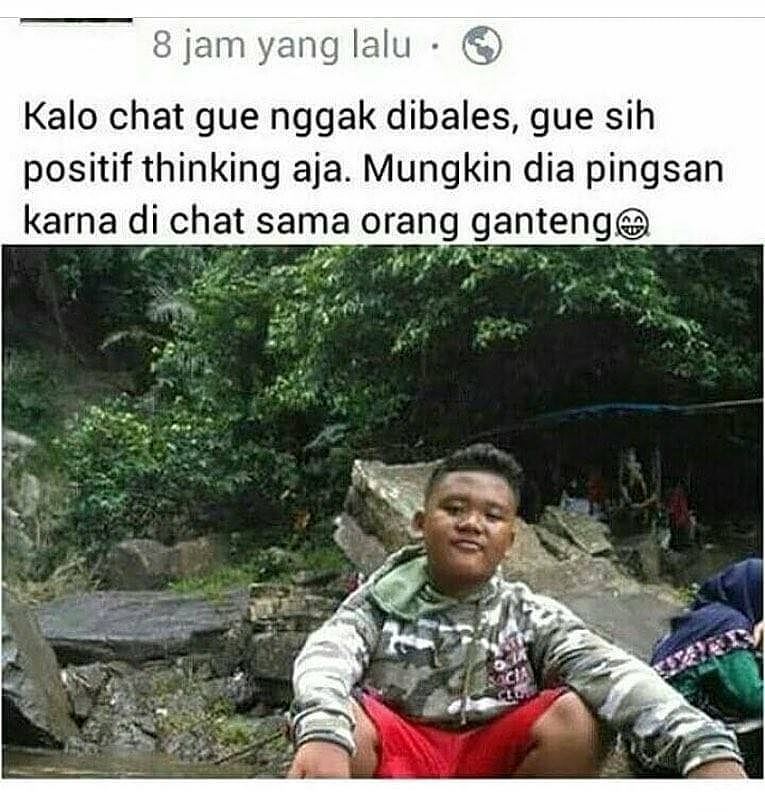 8 jam yang lalu ·
Kalo chat gue nggak dibales, gue sih
positif thinking aja. Mungkin dia pingsan
karna di chat sama orang ganteng😁